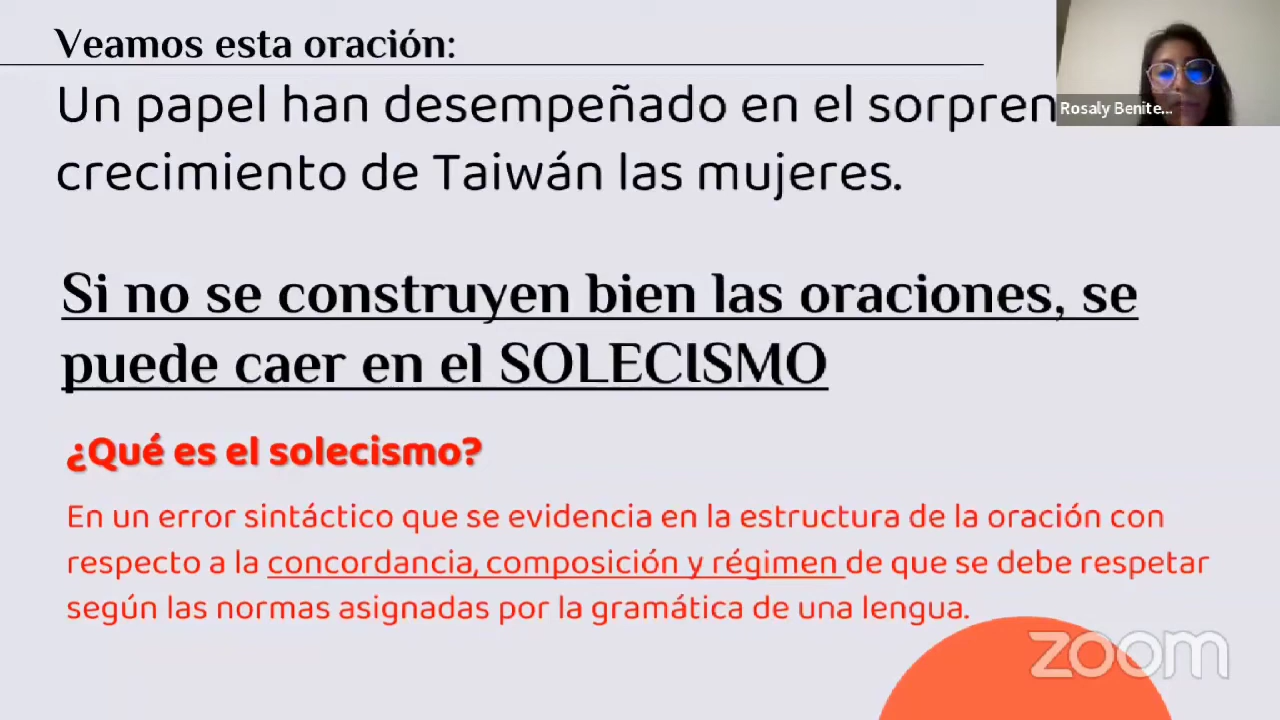 Veamos esta oración:
Un papel han desempeñado en el
crecimiento de Taiwán las mujeres.
Si no se construyen bien las oraciones, se
puede caer en el SOLECISMO
¿Qué es el solecismo?
En un error sintáctico que se evidencia en la estructura de la oración con
respecto a la concordancia, composición y régimen de que se debe respetar
según las normas asignadas por la gramática de una lengua.
Rosaly Benite...
zoom